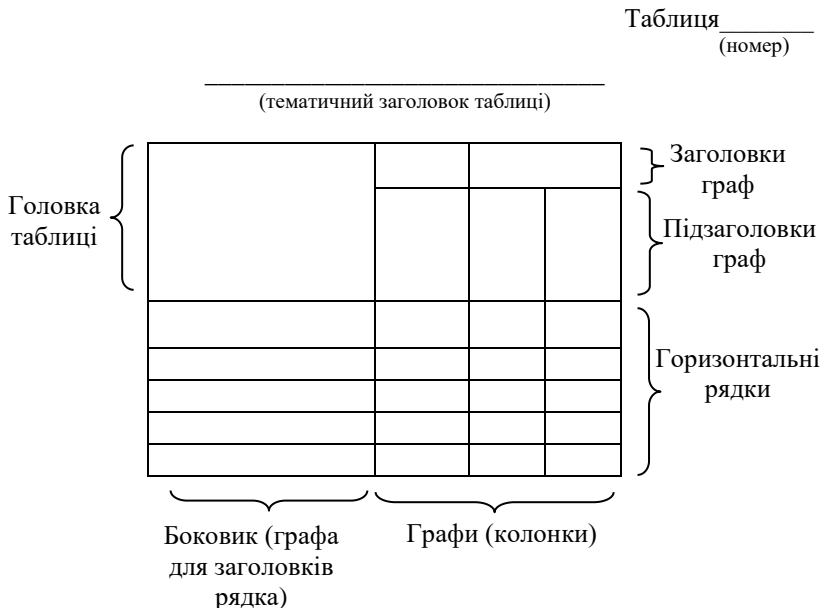 Таблиця_______
(номер)
______________________________
(тематичний заголовок таблиці)
Заголовки
граф
Головка
таблиці
Підзаголовки
граф
Горизонтальні
рядки
Боковик (графа
для заголовків
рядка)
Графи (колонки)